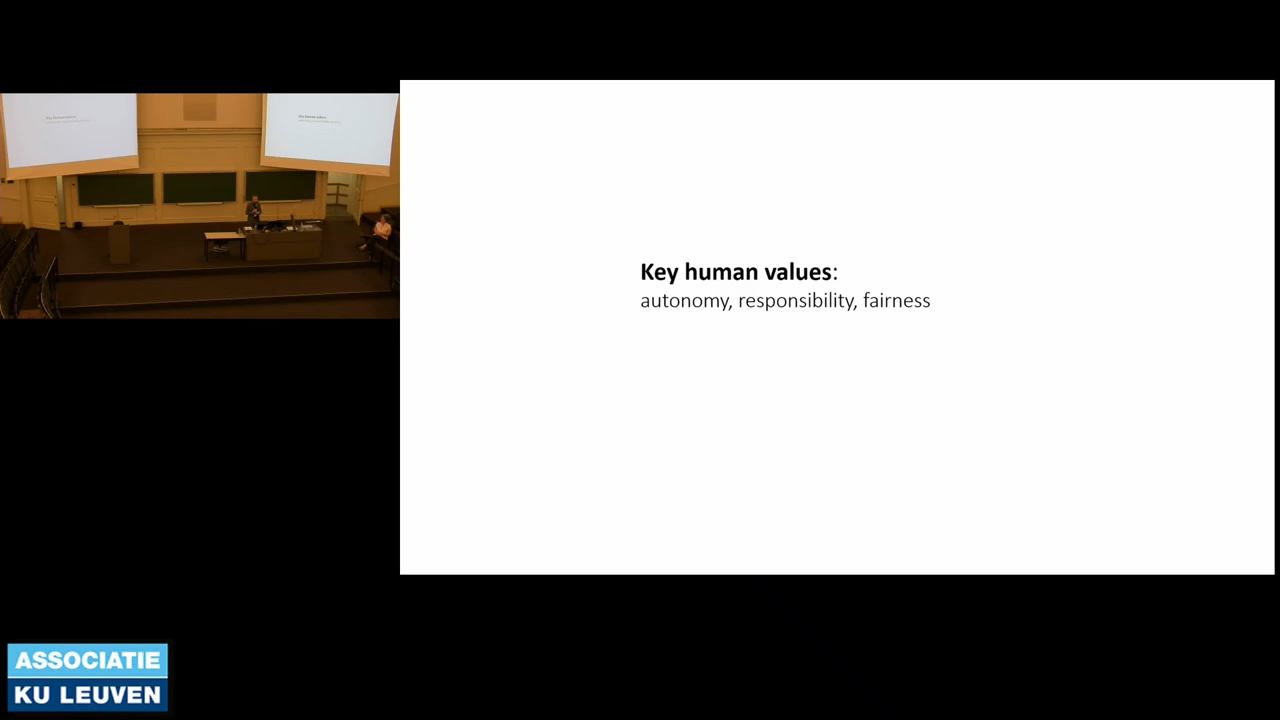 Key human values:
autonomy, responsibility, fairness
ASSOCIATIE
KU LEUVEN